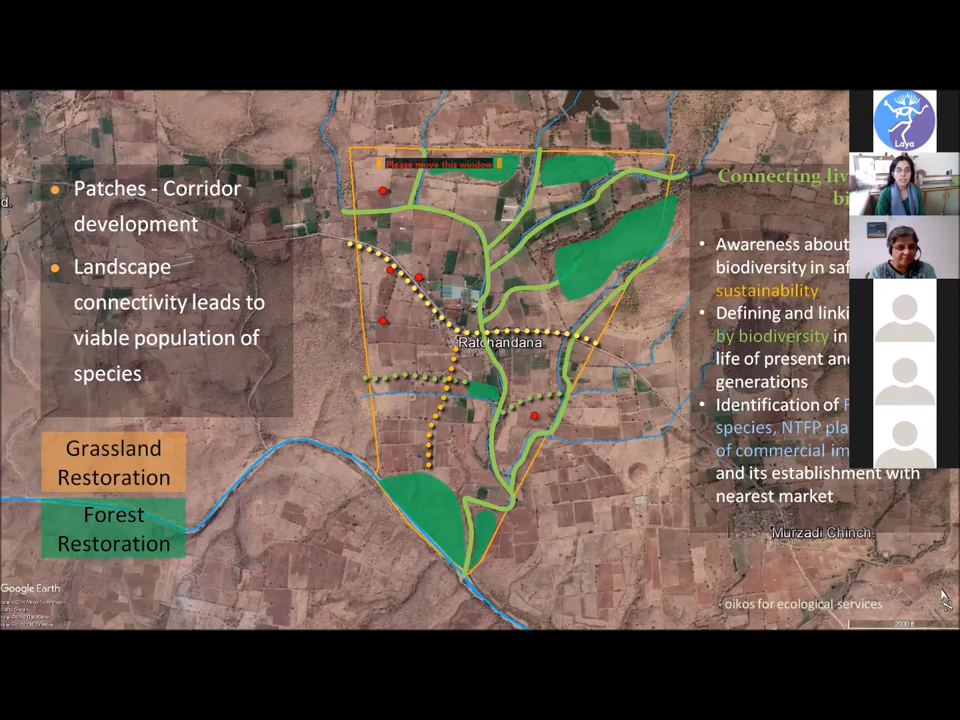 Patches - Corridor
development
Landscape
connectivity leads to
viable population of
species
Grassland
Restoration
Forest
Restoration
Google Earth
d.
Please move this window
Ratchandana.
Connecting liv
Awareness about
biodiversity in saf
sustainability
Defining and linki
by biodiversity in
life of present and
generations
Identification of
species, NTFP pla
of commercial im
and its establishment with
nearest market
Murzadi Chinch.
oikos for ecological services
2000 ft
Laya